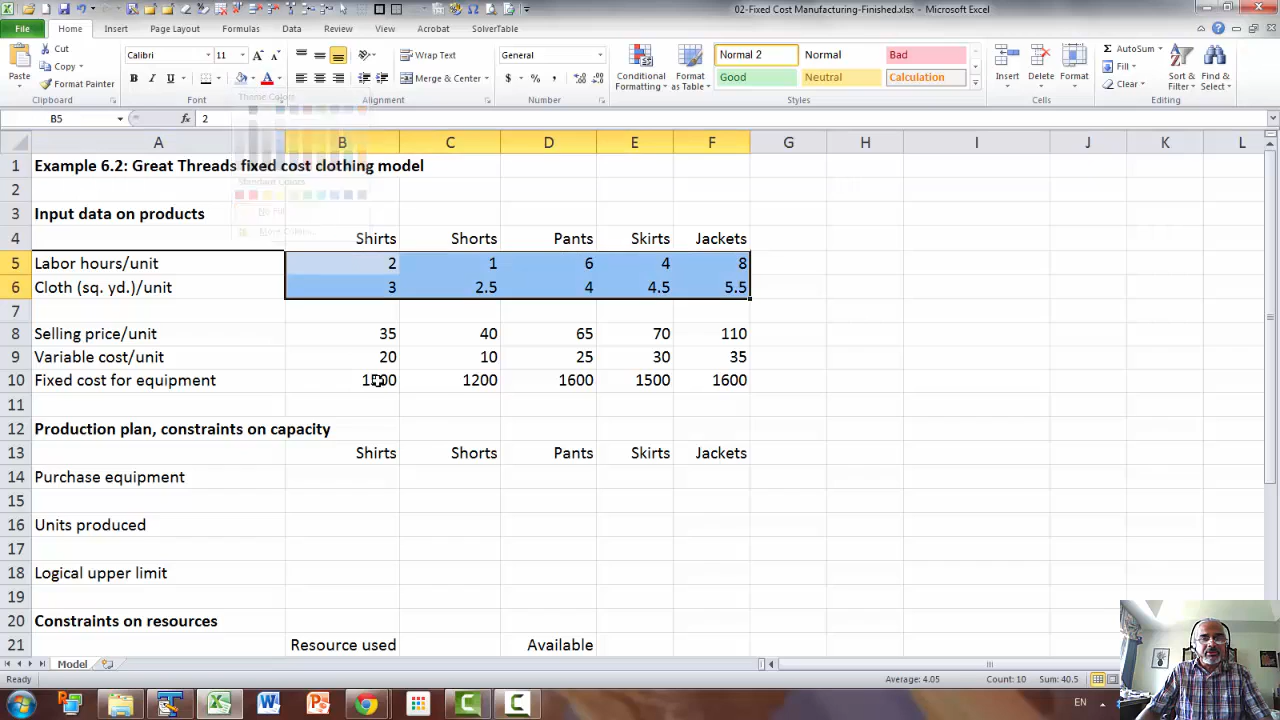 02-Fixed Cost Manufacturing-Finished.xlsx - Microsoft Excel
File Home Insert Page Layout Formulas Data Review View Acrobat SolverTable
Paste Cut Copy Format Painter Clipboard
Calibri 11 Font
Wrap Text Merge & Center Alignment
General Number
Conditional Formatting Format as Table Normal 2 Normal Bad Good Neutral Calculation Styles
Insert Delete Format Cells
AutoSum Fill Clear Sort & Filter Find & Select Editing
Theme Colors
Standard Colors
No Fill
B5 fx 2
A B C D E F G H I J K L
1 Example 6.2: Great Threads fixed cost clothing model
2
3 Input data on products
4 Shirts Shorts Pants Skirts Jackets
5 Labor hours/unit 2 1 6 4 8
6 Cloth (sq. yd.)/unit 3 2.5 4 4.5 5.5
7
8 Selling price/unit 35 40 65 70 110
9 Variable cost/unit 20 10 25 30 35
10 Fixed cost for equipment 1200 1600 1500 1600
11
12 Production plan, constraints on capacity
13 Shirts Shorts Pants Skirts Jackets
14 Purchase equipment
15
16 Units produced
17
18 Logical upper limit
19
20 Constraints on resources
21 Resource used Available
Model
Ready Average: 4.05 Count: 10 Sum: 40.5
EN